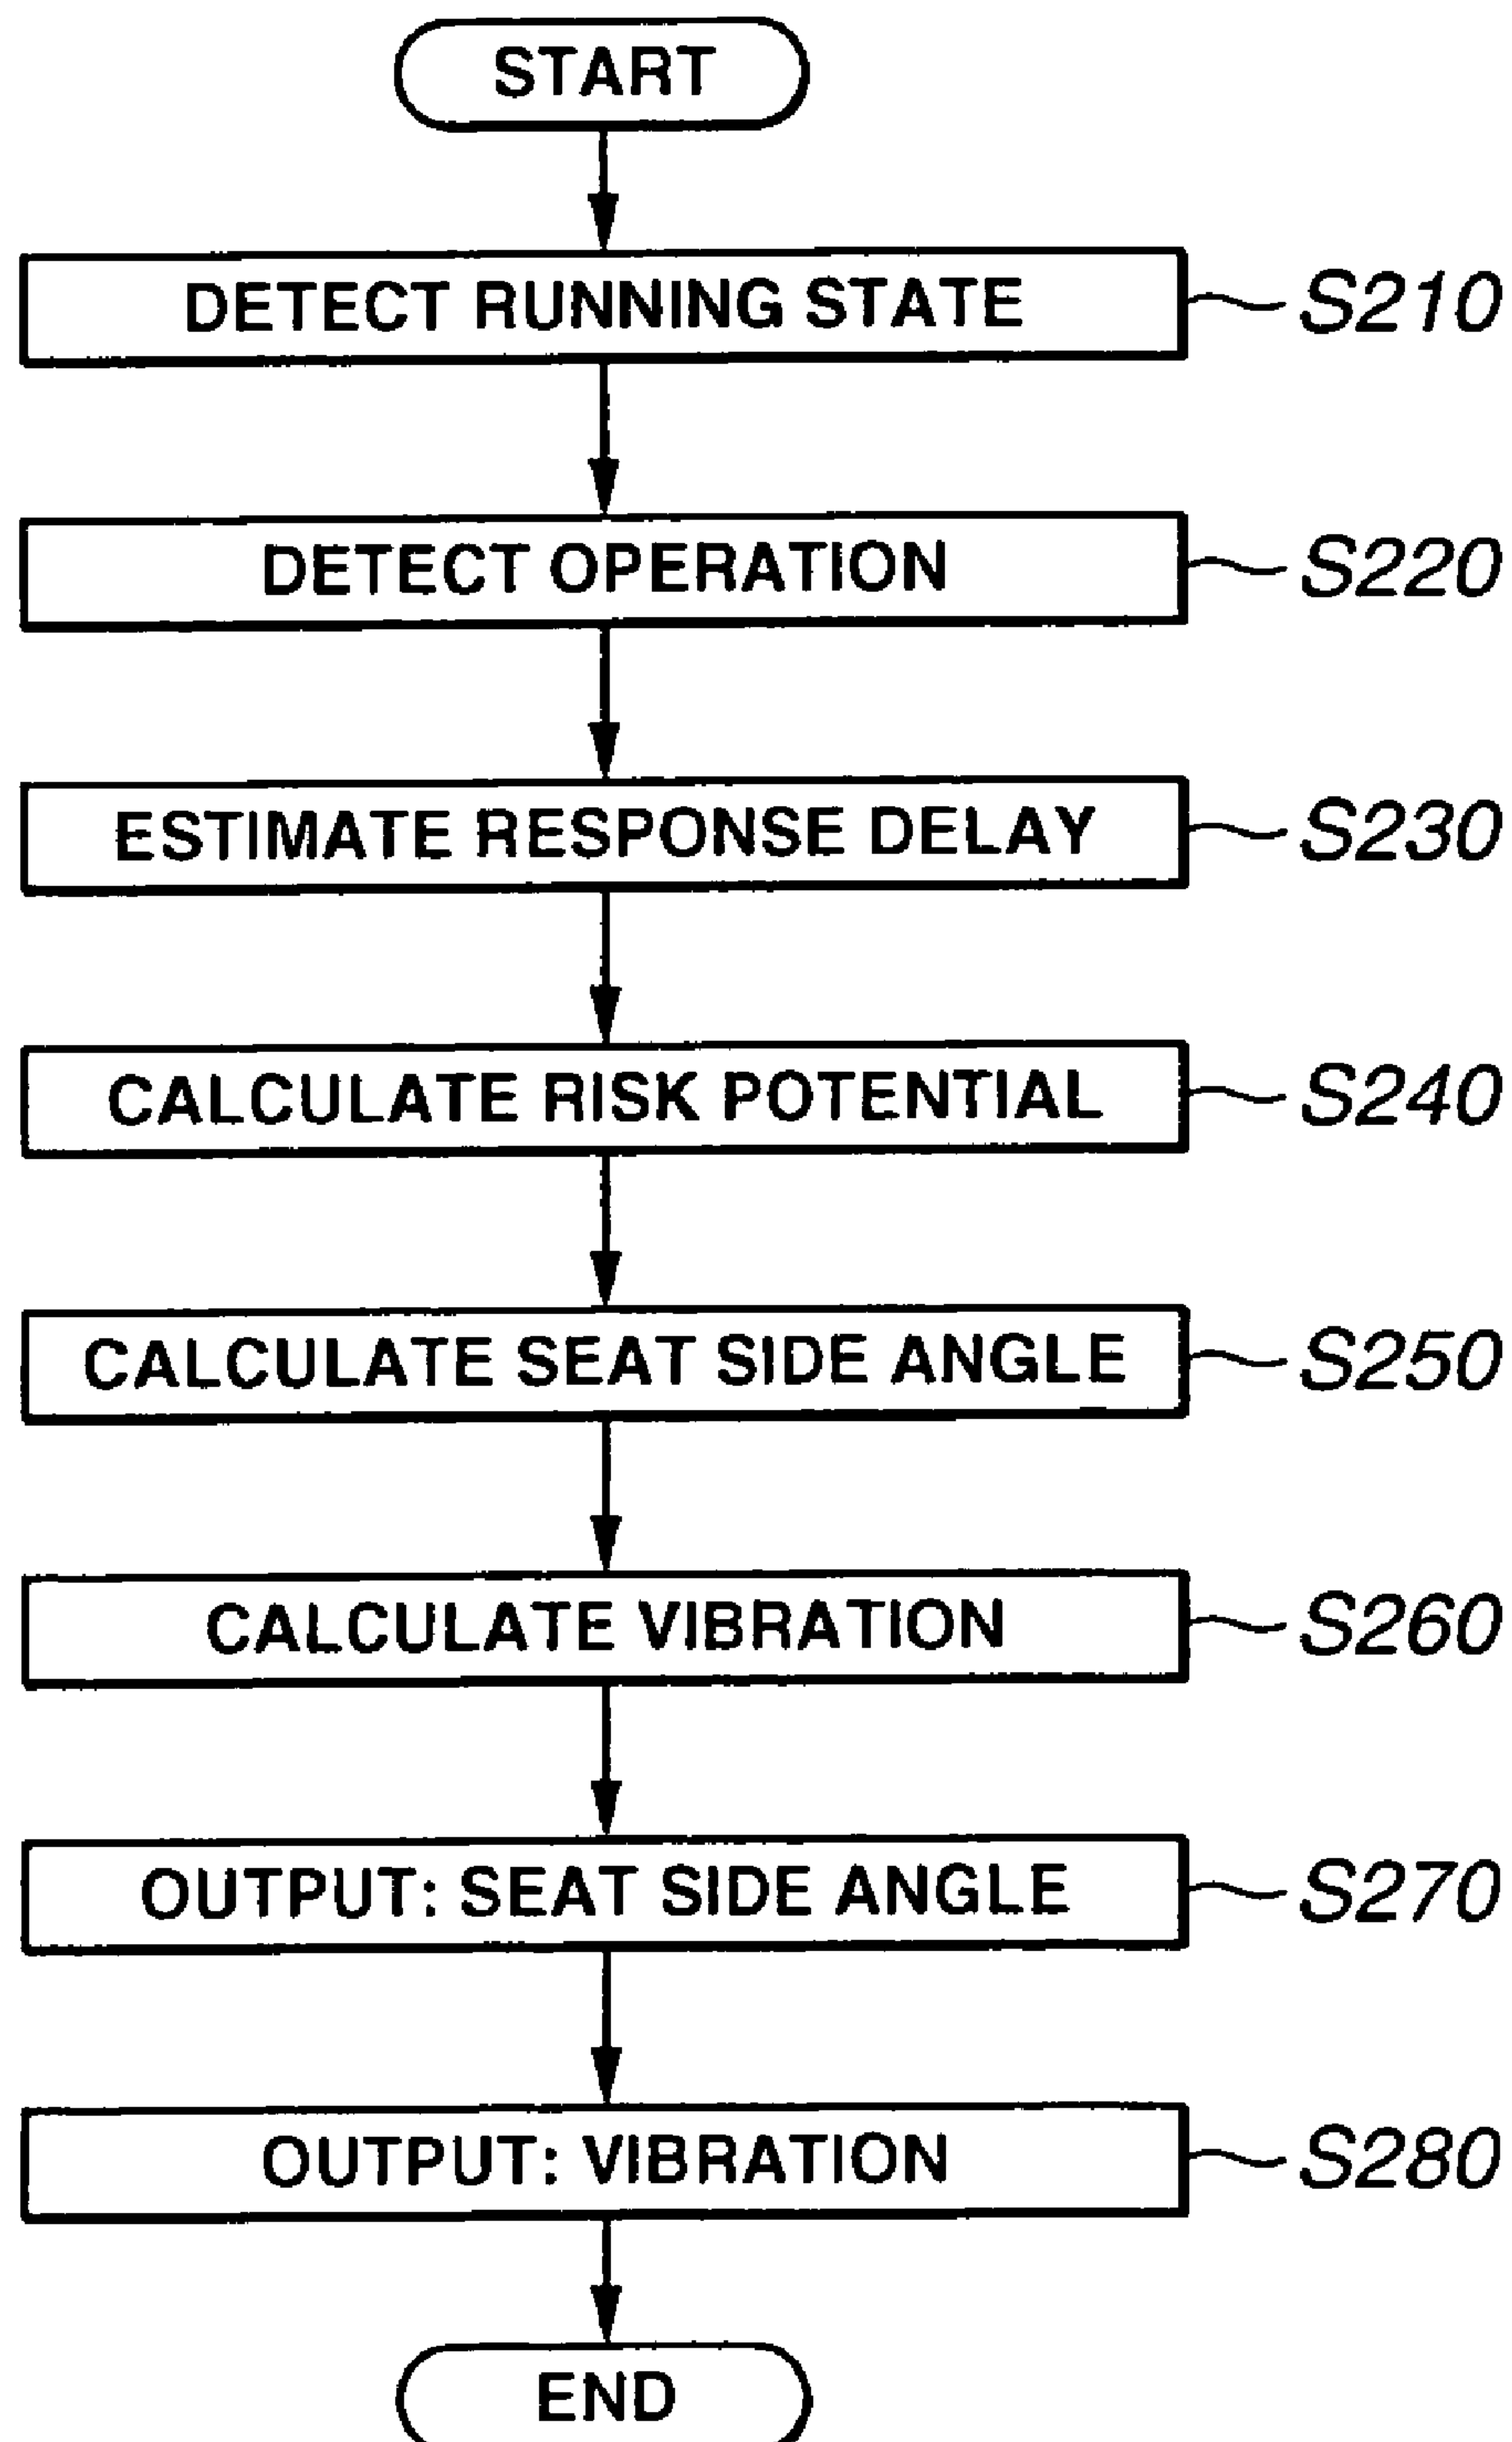 START
DETECT RUNNING STATE S210
DETECT OPERATION S220
ESTIMATE RESPONSE DELAY S230
CALCULATE RISK POTENTIAL S240
CALCULATE SEAT SIDE ANGLE S250
CALCULATE VIBRATION S260
OUTPUT: SEAT SIDE ANGLE S270
OUTPUT: VIBRATION S280
END